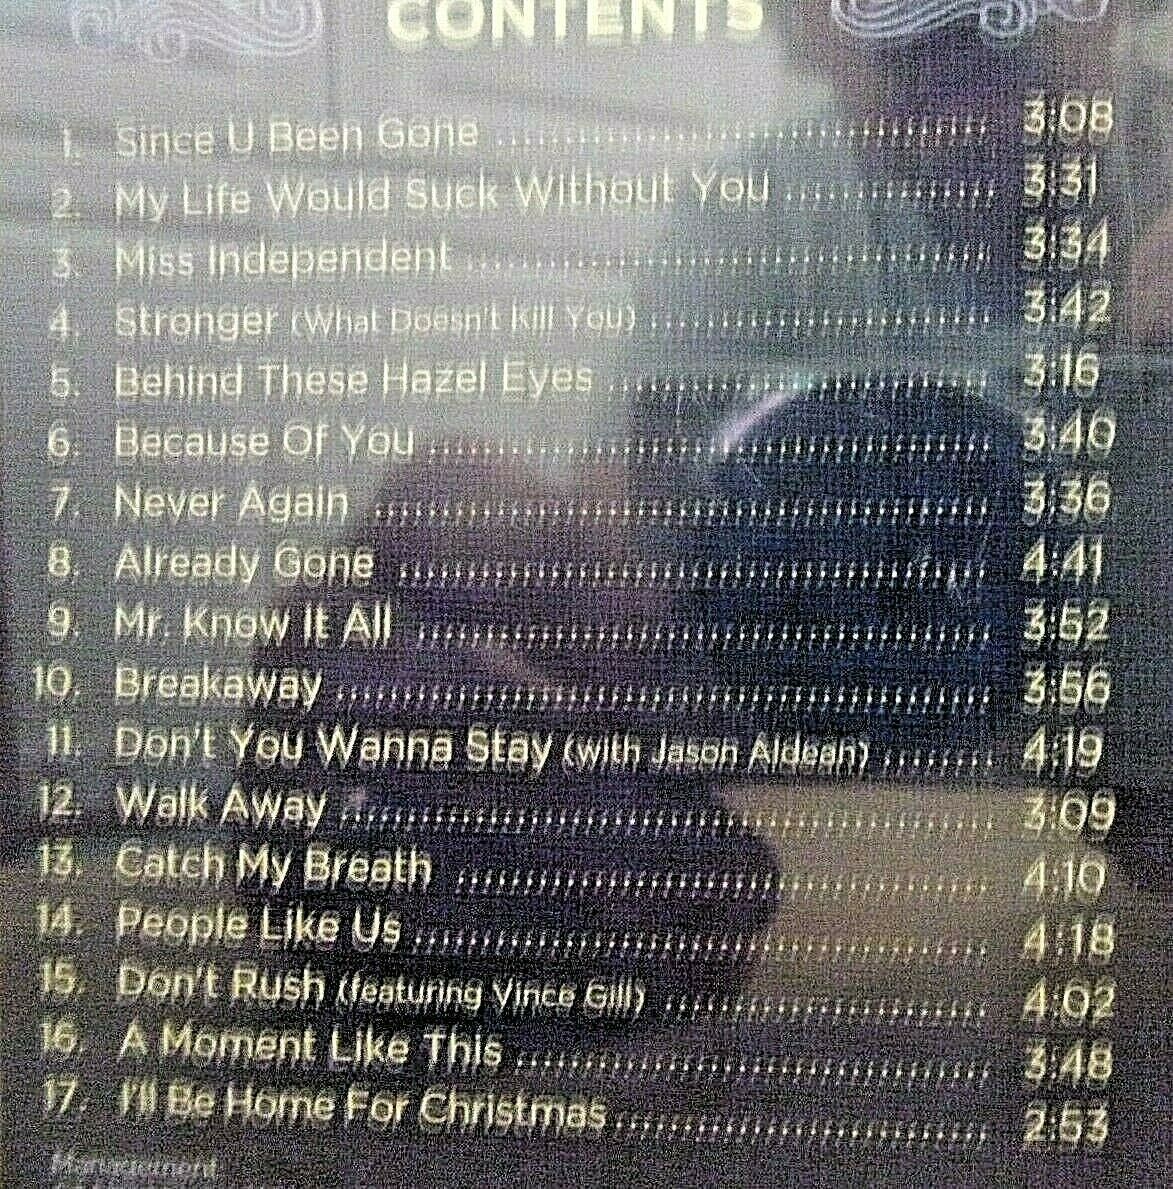 CONTENTS
1. Since U Been Gone 3:08
2. My Life Would Suck Without You 3:31
3. Miss Independent 3:34
4. Stronger (What Doesn't Kill You) 3:42
5. Behind These Hazel Eyes 3:16
6. Because Of You 3:40
7. Never Again 3:36
8. Already Gone 4:41
9. Mr. Know It All 3:52
10. Breakaway 3:56
11. Don't You Wanna Stay (with Jason Aldean) 4:19
12. Walk Away 3:09
13. Catch My Breath 4:10
14. People Like Us 4:18
15. Don't Rush (featuring Vince Gill) 4:02
16. A Moment Like This 3:48
17. I'll Be Home For Christmas 2:53